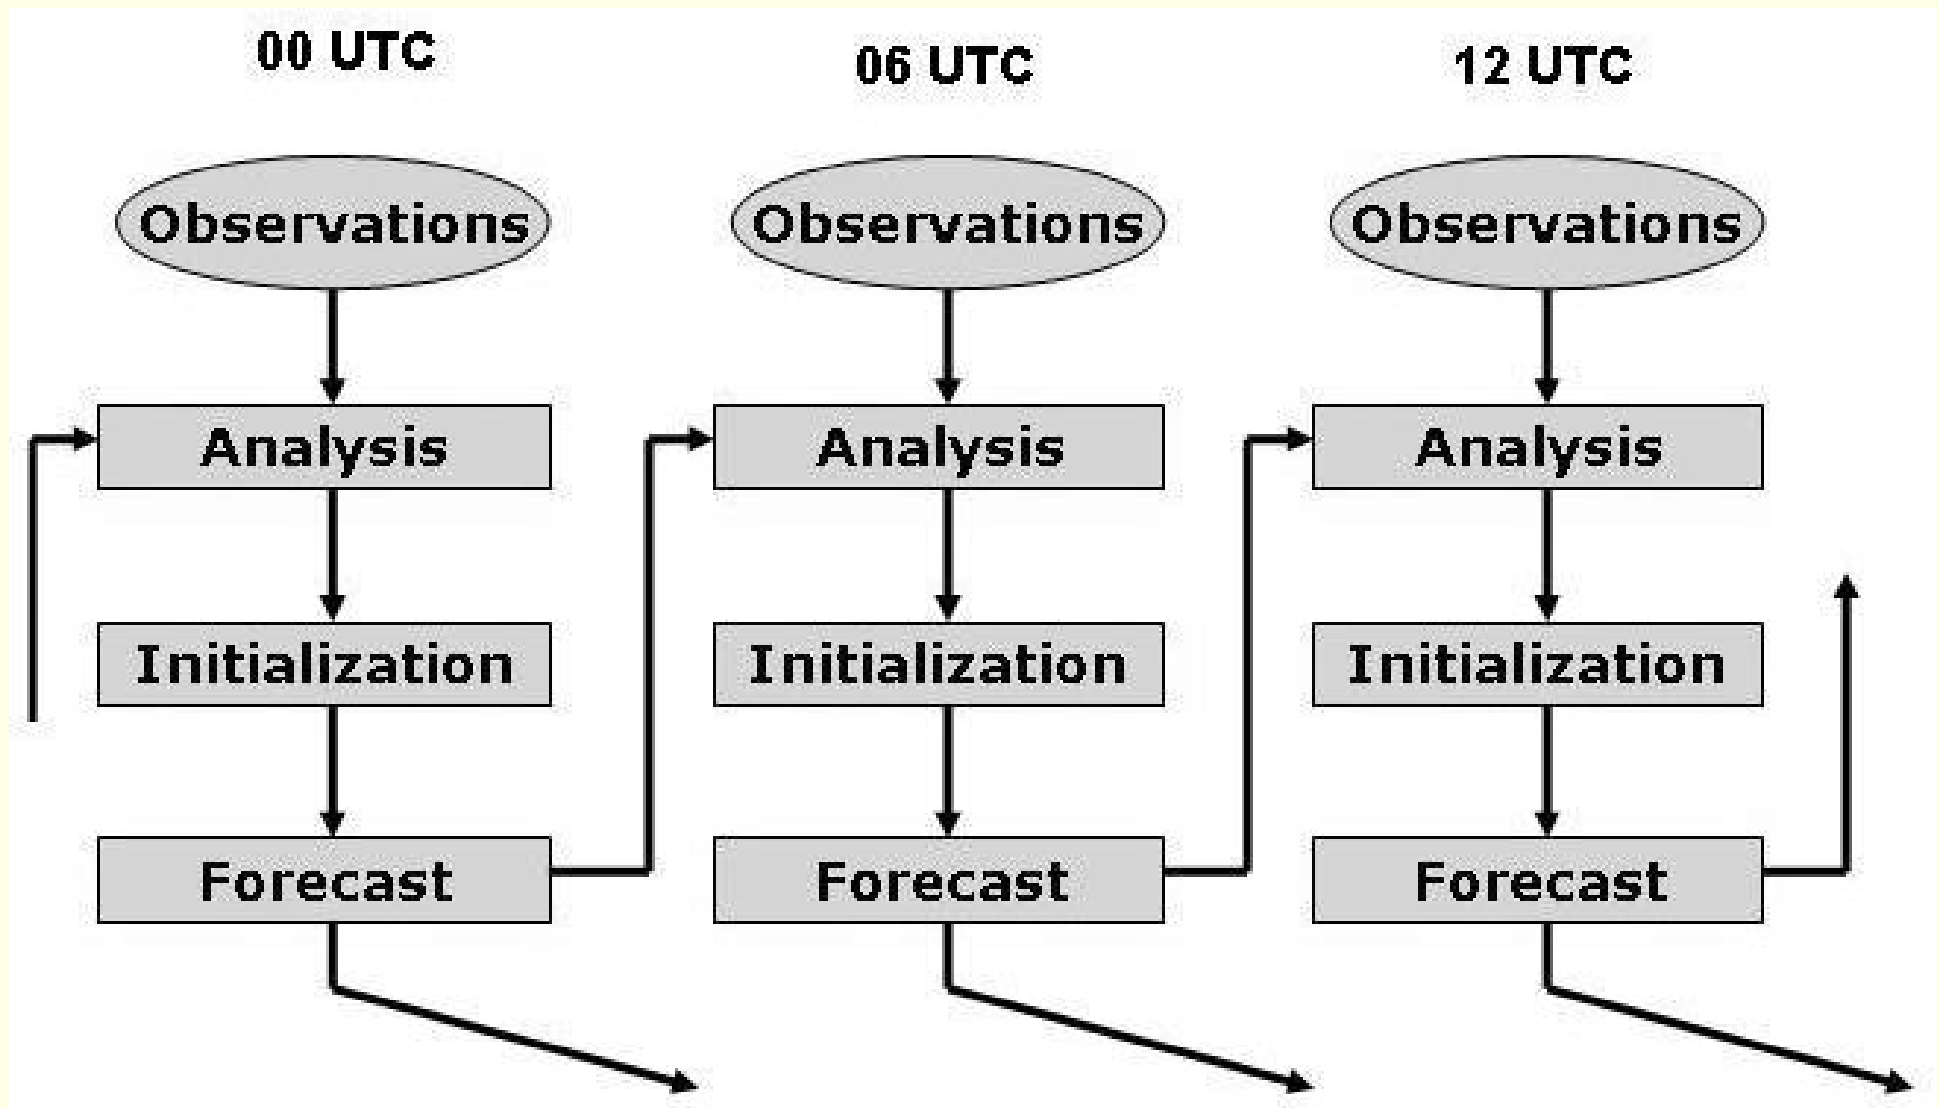 00 UTC
06 UTC
12 UTC
Observations
Observations
Observations
Analysis
Analysis
Analysis
Initialization
Initialization
Initialization
Forecast
Forecast
Forecast